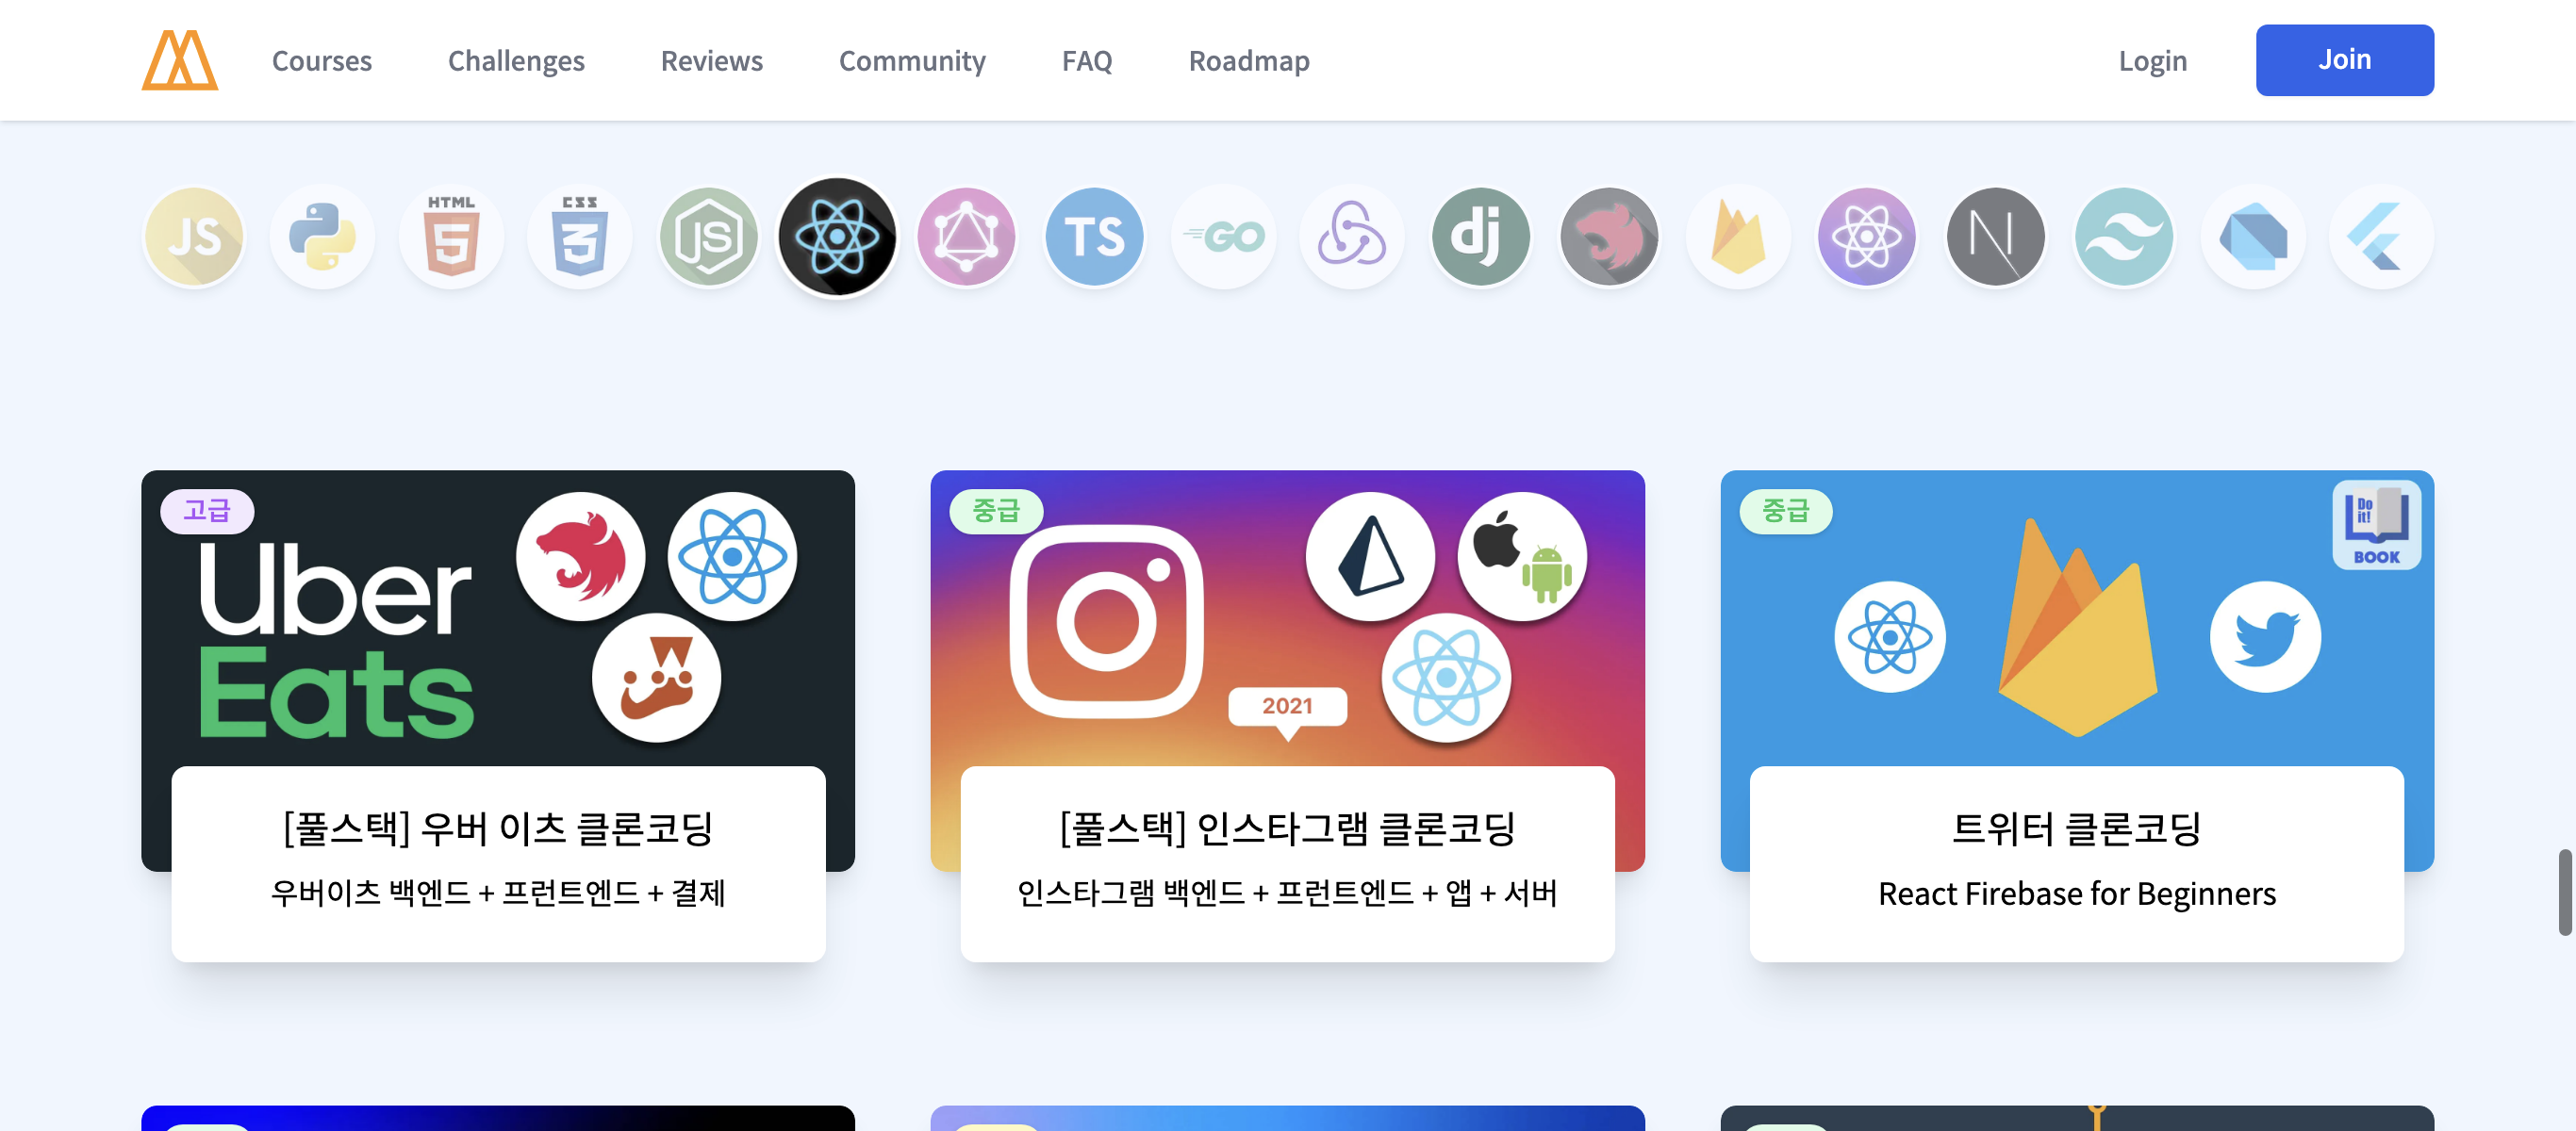 Courses Challenges Reviews Community FAQ Roadmap Login Join
JS HTML 5 CSS 3 JS TS GO dj N
고급
Uber
Eats
[풀스택] 우버 이츠 클론코딩
우버이츠 백엔드 + 프런트엔드 + 결제
중급
2021
[풀스택] 인스타그램 클론코딩
인스타그램 백엔드 + 프런트엔드 + 앱 + 서버
중급
Do
it!
BOOK
트위터 클론코딩
React Firebase for Beginners